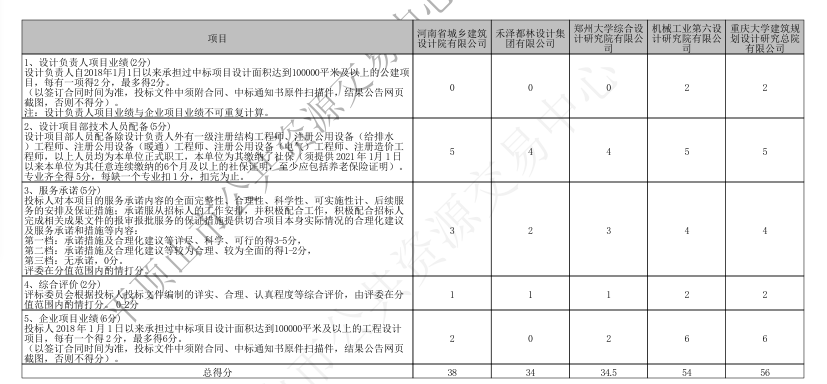 项目
河南省城乡建筑
设计院有限公司
禾泽都林设计集
团有限公司
郑州大学综合设
计研究院有限公
司
机械工业第六设
计研究院有限公
司
重庆大学建筑规
划设计研究总院
有限公司
1、设计负责人项目业绩(2分)
设计负责人自2018年1月1日以来承担过中标项目设计面积达到100000平米及以上的公建项
目，每有一项得2 分，最多得2分。
（以签订合同时间为准，投标文件中须附合同、中标通知书原件扫描件，结果公告网页
截图，否则不得分）。
注：设计负责人项目业绩与企业项目业绩不可重复计算。
0
0
0
2
2
2、设计项目部技术人员配备(5分)
设计项目部人员配备除设计负责人外有一级注册结构工程师、注册公用设备（给排水
）工程师、注册公用设备（暖通）工程师、注册公用设备（电气）工程师、注册造价工
程师，以上人员均为本单位正式职工，本单位为其缴纳了社保（须提供 2021 年 1月 1日
以来本单位为其任意连续缴纳的6个月及以上的社保证明，至少应包括养老保险证明）。
专业齐全得 5分，每缺一个专业扣 1 分，扣完为止。
5
4
4
5
5
3、服务承诺(5分)
投标人对本项目的服务承诺内容的全面完整性、合理性、科学性、可实施性计、后续服
务的安排及保证措施；承诺服从招标人的工作安排，并积极配合工作，积极配合招标人
完成相关成果文件的报审报批服务的保证措施提供切合项目本身实际情况的合理化建议
及服务承诺和措施等内容：
第一档：承诺措施及合理化建议等详尽、科学、可行的得3-5分，
第二档：承诺措施及合理化建议等较为合理、较为全面的得1-2分，
第三档：无承诺，0分。
评委在分值范围内酌情打分。
3
2
3
4
4
4、综合评价(2分)
评标委员会根据投标人投标文件编制的详实、合理、认真程度等综合评价，由评委在分
值范围内酌情打分。 0-2分
1
1
1
2
2
5、企业项目业绩(6分)
投标人 2018 年 1 月 1 日以来承担过中标项目设计面积达到100000平米及以上的工程设计
项目，每有一个得 2 分，最多得6分。
（以签订合同时间为准，投标文件中须附合同、中标通知书原件扫描件，结果公告网页
截图，否则不得分）。
2
0
2
6
6
总得分
38
34
34.5
54
56
平顶山市公共资源交易中心